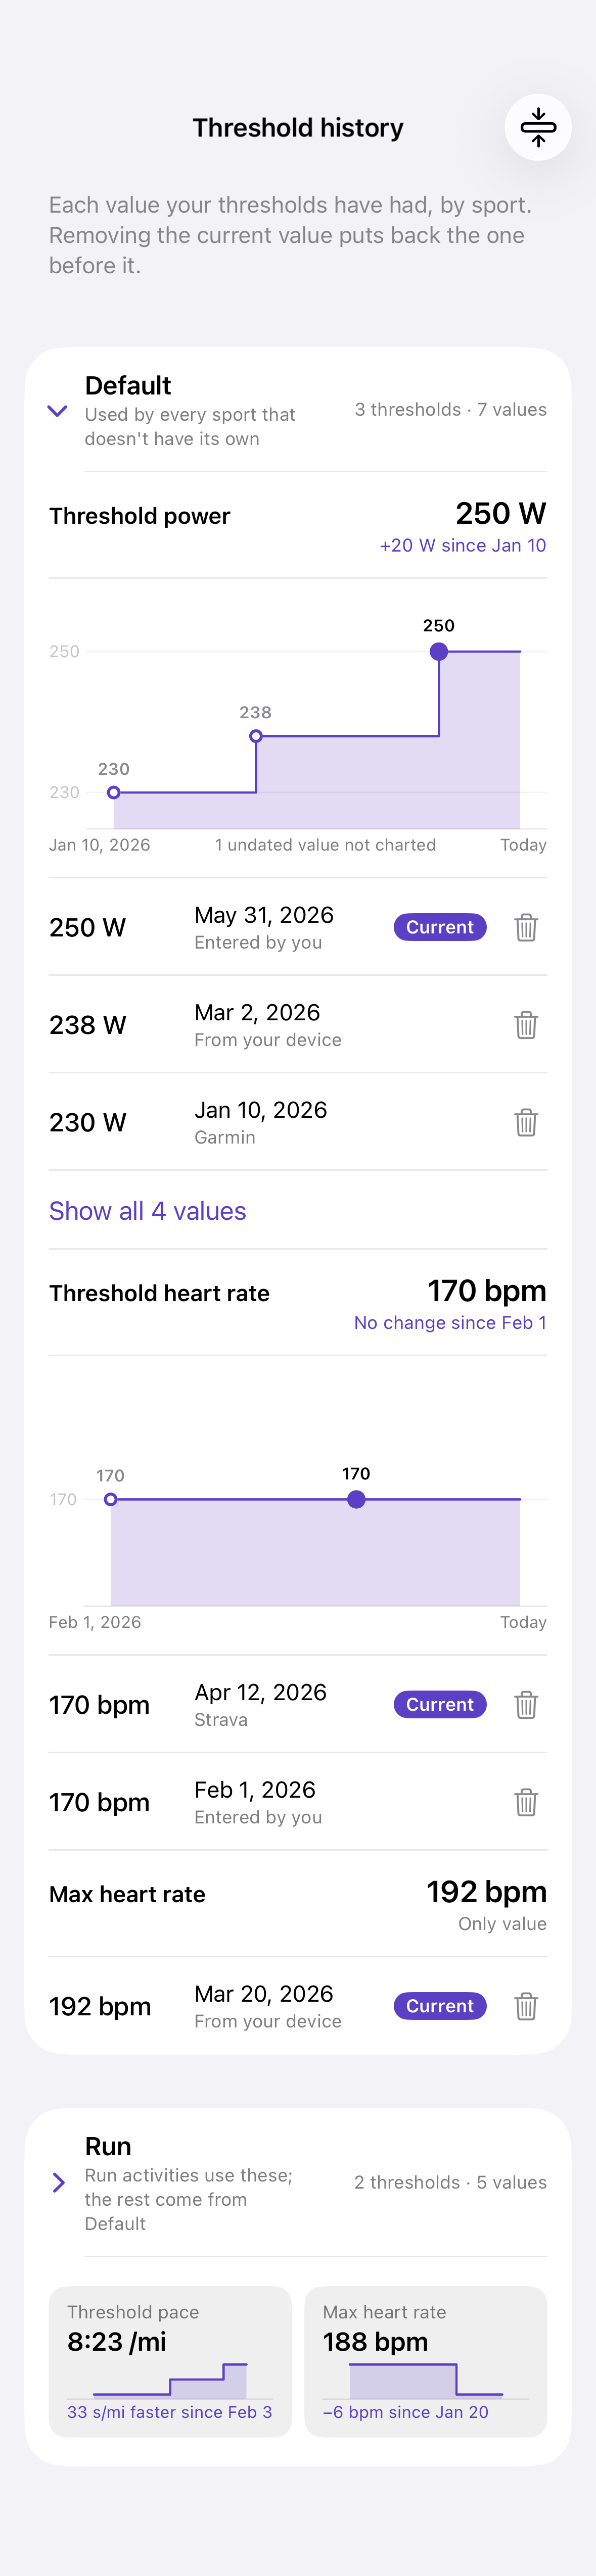 Threshold history
Each value your thresholds have had, by sport.
Removing the current value puts back the one
before it.
Default
Used by every sport that
doesn't have its own
3 thresholds · 7 values
Threshold power
250 W
+20 W since Jan 10
250
250
238
230
230
Jan 10, 2026
1 undated value not charted
Today
250 W
May 31, 2026
Entered by you
Current
238 W
Mar 2, 2026
From your device
230 W
Jan 10, 2026
Garmin
Show all 4 values
Threshold heart rate
170 bpm
No change since Feb 1
170
170
170
Feb 1, 2026
Today
170 bpm
Apr 12, 2026
Strava
Current
170 bpm
Feb 1, 2026
Entered by you
Max heart rate
192 bpm
Only value
192 bpm
Mar 20, 2026
From your device
Current
Run
Run activities use these;
the rest come from
Default
2 thresholds · 5 values
Threshold pace
8:23 /mi
33 s/mi faster since Feb 3
Max heart rate
188 bpm
−6 bpm since Jan 20